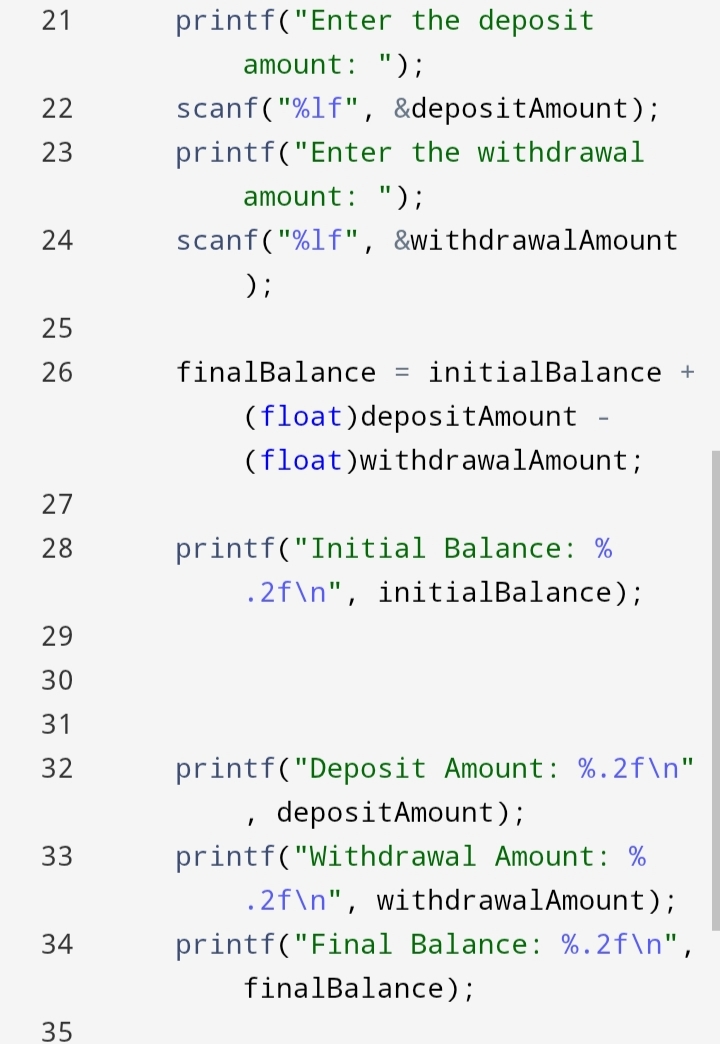 21 printf("Enter the deposit
amount: ");
22 scanf("%lf", &depositAmount);
23 printf("Enter the withdrawal
amount: ");
24 scanf("%lf", &withdrawalAmount
);
25
26 finalBalance = initialBalance +
(float)depositAmount -
(float)withdrawalAmount;
27
28 printf("Initial Balance: %
.2f\n", initialBalance);
29
30
31
32 printf("Deposit Amount: %.2f\n"
, depositAmount);
33 printf("Withdrawal Amount: %
.2f\n", withdrawalAmount);
34 printf("Final Balance: %.2f\n",
finalBalance);
35